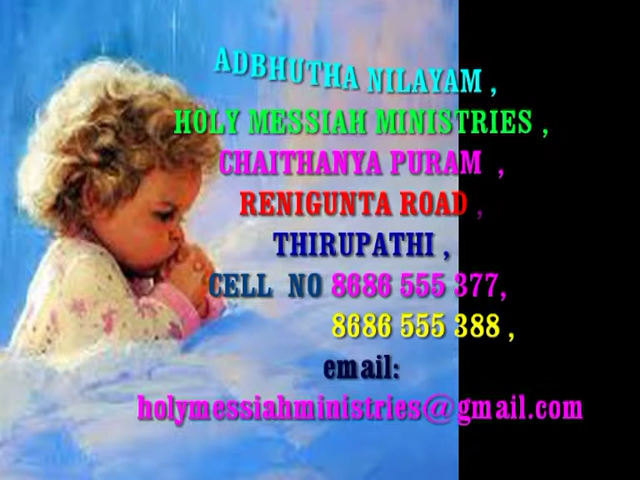 ADBHUTHA NILAYAM ,
HOLY MESSIAH MINISTRIES ,
CHAITHANYA PURAM ,
RENIGUNTA ROAD ,
THIRUPATHI ,
CELL NO 8686 555 377,
8686 555 388 ,
email:
holymessiahministries@gmail.com